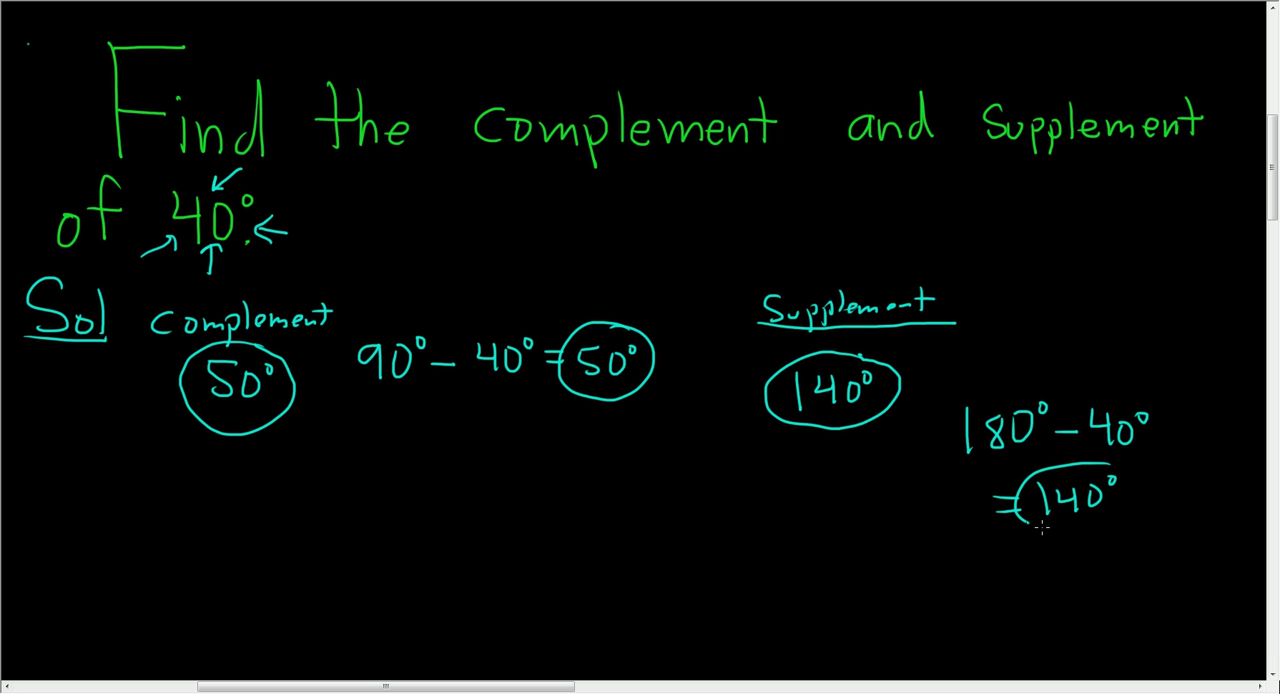 Find the complement and supplement
of 40°.
Sol complement
50° 90° - 40° = 50°
Supplement
140°
180° - 40°
= 140°